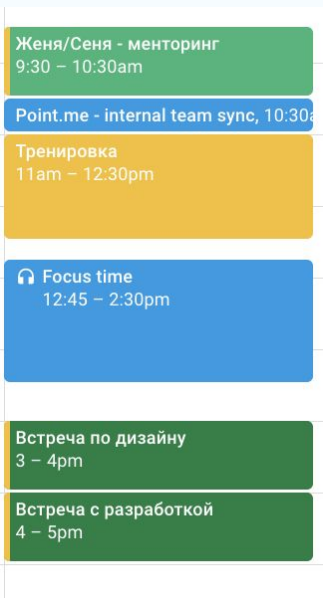 Женя/Сеня - менторинг
9:30 – 10:30am
Point.me - internal team sync, 10:30a
Тренировка
11am – 12:30pm
Focus time
12:45 – 2:30pm
Встреча по дизайну
3 – 4pm
Встреча с разработкой
4 – 5pm